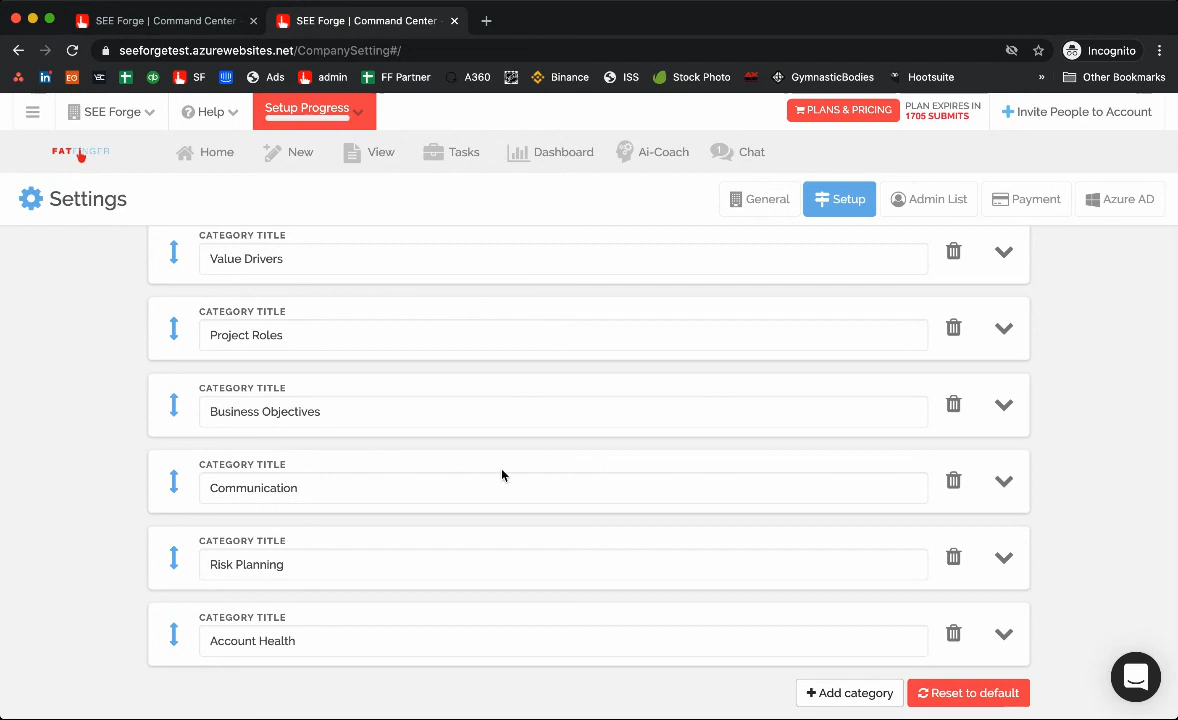 SEE Forge | Command Center
SEE Forge | Command Center
seeforgetest.azurewebsites.net/CompanySetting#/
Incognito
SF
Ads
admin
FF Partner
A360
Binance
ISS
Stock Photo
GymnasticBodies
Hootsuite
»
Other Bookmarks
SEE Forge
Help
Setup Progress
PLANS & PRICING
PLAN EXPIRES IN
1705 SUBMITS
Invite People to Account
FATFINGER
Home
New
View
Tasks
Dashboard
Ai-Coach
Chat
Settings
General
Setup
Admin List
Payment
Azure AD
CATEGORY TITLE
Value Drivers
CATEGORY TITLE
Project Roles
CATEGORY TITLE
Business Objectives
CATEGORY TITLE
Communication
CATEGORY TITLE
Risk Planning
CATEGORY TITLE
Account Health
+ Add category
Reset to default